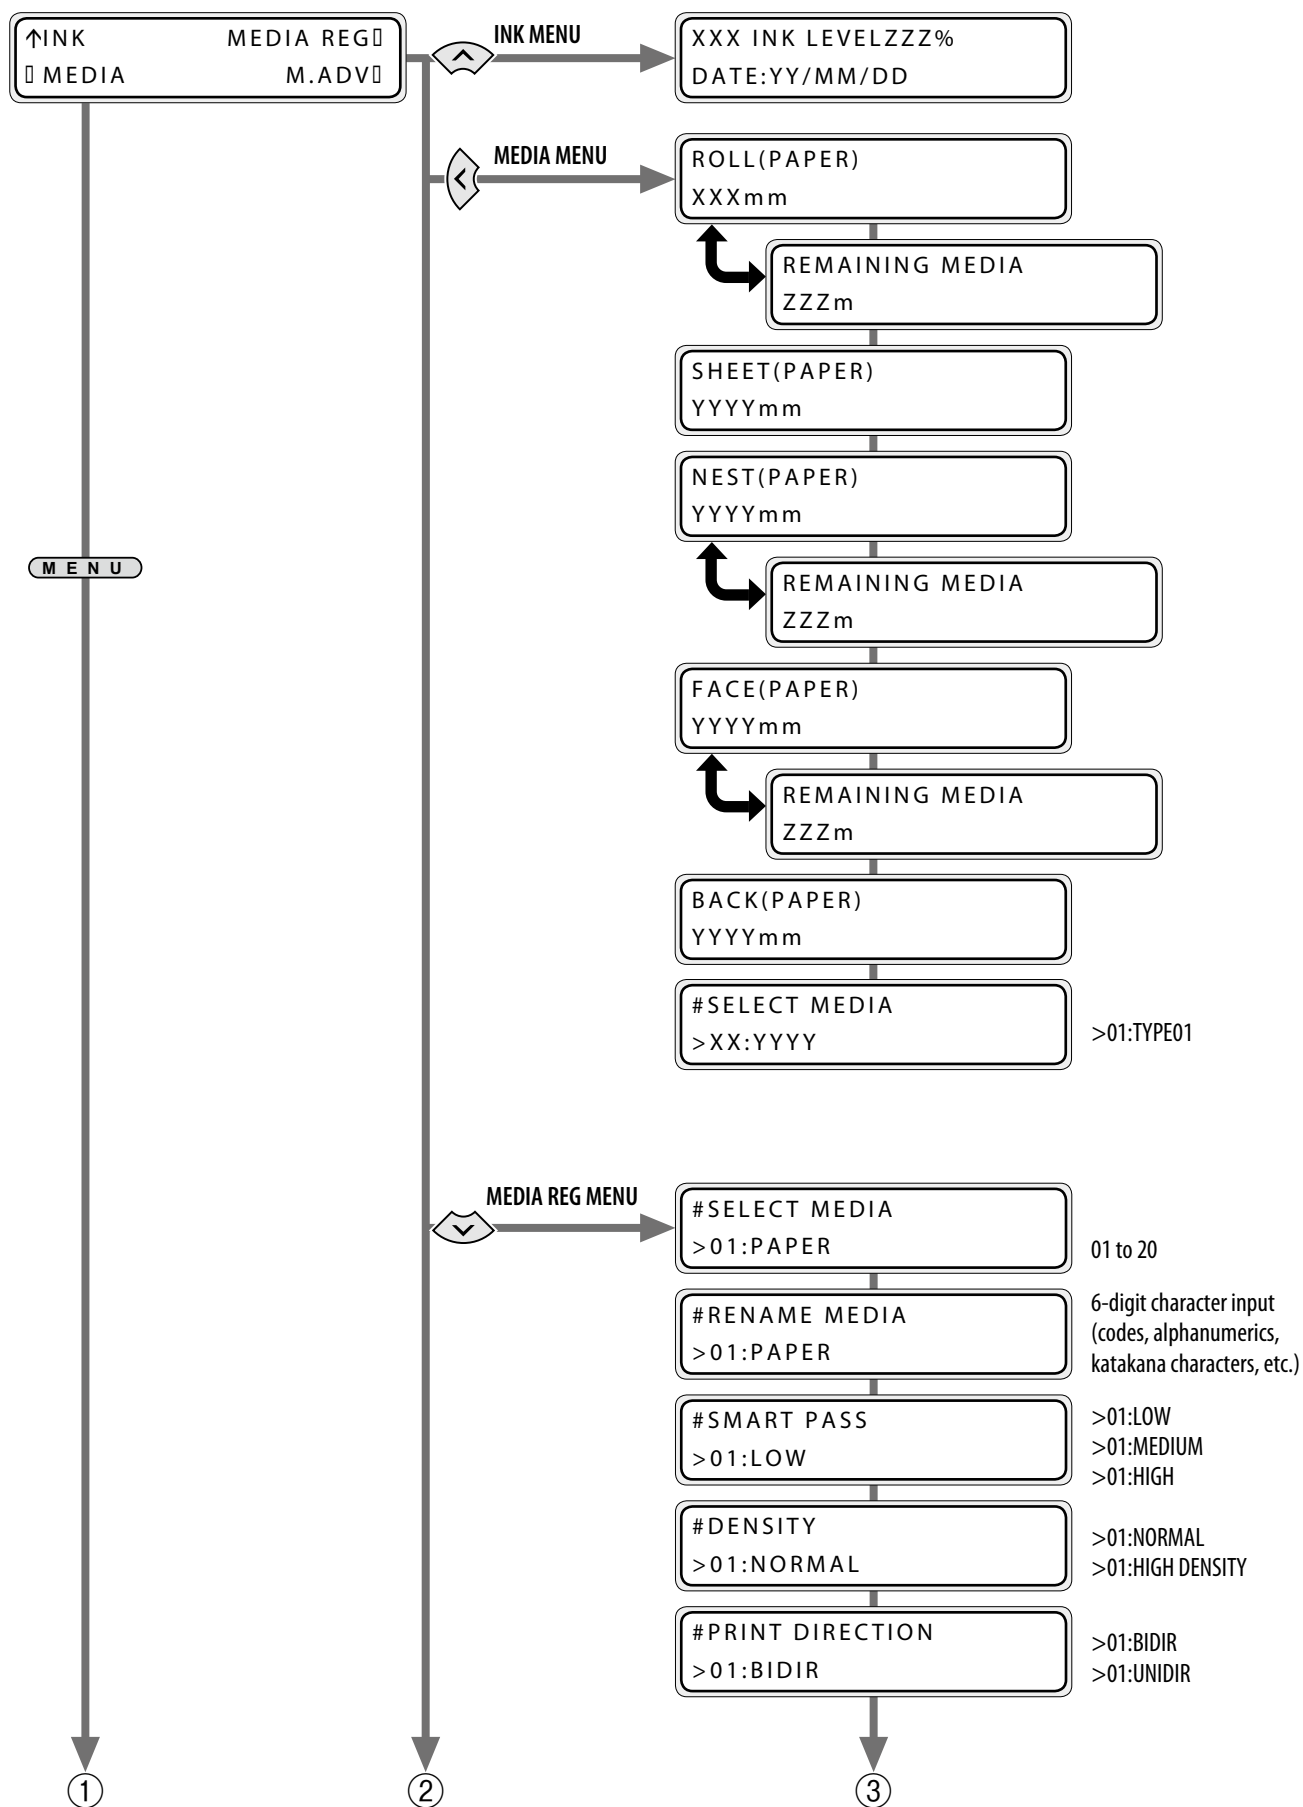 ↑INK MEDIA REG▯
▯ MEDIA M.ADV▯
INK MENU
XXX INK LEVELZZZ%
DATE:YY/MM/DD
MEDIA MENU
ROLL(PAPER)
XXXmm
REMAINING MEDIA
ZZZm
SHEET(PAPER)
YYYYmm
NEST(PAPER)
YYYYmm
MENU
REMAINING MEDIA
ZZZm
FACE(PAPER)
YYYYmm
REMAINING MEDIA
ZZZm
BACK(PAPER)
YYYYmm
#SELECT MEDIA
>XX:YYYY
>01:TYPE01
MEDIA REG MENU
#SELECT MEDIA
>01:PAPER
01 to 20
#RENAME MEDIA
>01:PAPER
6-digit character input
(codes, alphanumerics,
katakana characters, etc.)
#SMART PASS
>01:LOW
>01:LOW
>01:MEDIUM
>01:HIGH
#DENSITY
>01:NORMAL
>01:NORMAL
>01:HIGH DENSITY
#PRINT DIRECTION
>01:BIDIR
>01:BIDIR
>01:UNIDIR
① ② ③